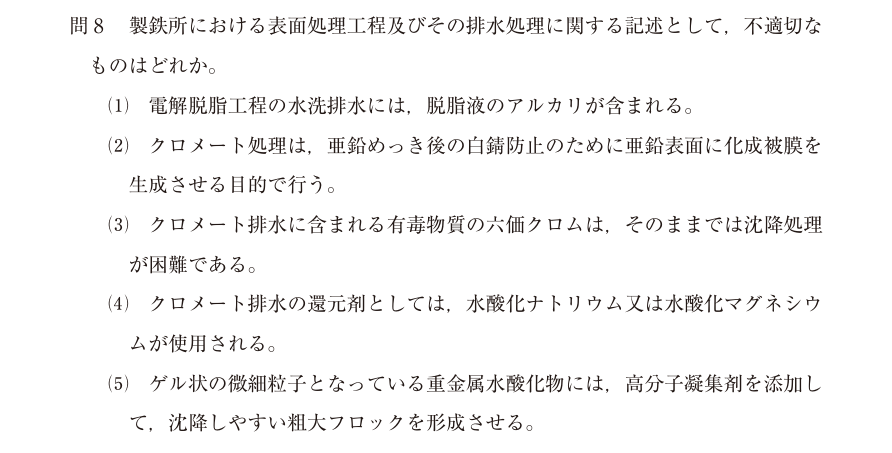 問８　製鉄所における表面処理工程及びその排水処理に関する記述として，不適切な
ものはどれか。
⑴　電解脱脂工程の水洗排水には，脱脂液のアルカリが含まれる。
⑵　クロメート処理は，亜鉛めっき後の白錆防止のために亜鉛表面に化成被膜を
生成させる目的で行う。
⑶　クロメート排水に含まれる有毒物質の六価クロムは，そのままでは沈降処理
が困難である。
⑷　クロメート排水の還元剤としては，水酸化ナトリウム又は水酸化マグネシウ
ムが使用される。
⑸　ゲル状の微細粒子となっている重金属水酸化物には，高分子凝集剤を添加し
て，沈降しやすい粗大フロックを形成させる。